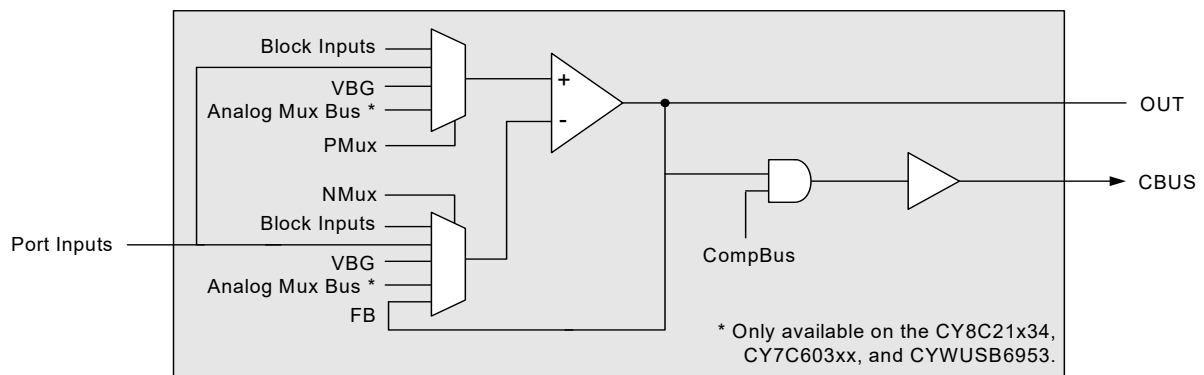 Block Inputs
VBG
Analog Mux Bus *
PMux
NMux
Block Inputs
Port Inputs
VBG
Analog Mux Bus *
FB
+
-
OUT
CBUS
CompBus
* Only available on the CY8C21x34,
CY7C603xx, and CYWUSB6953.